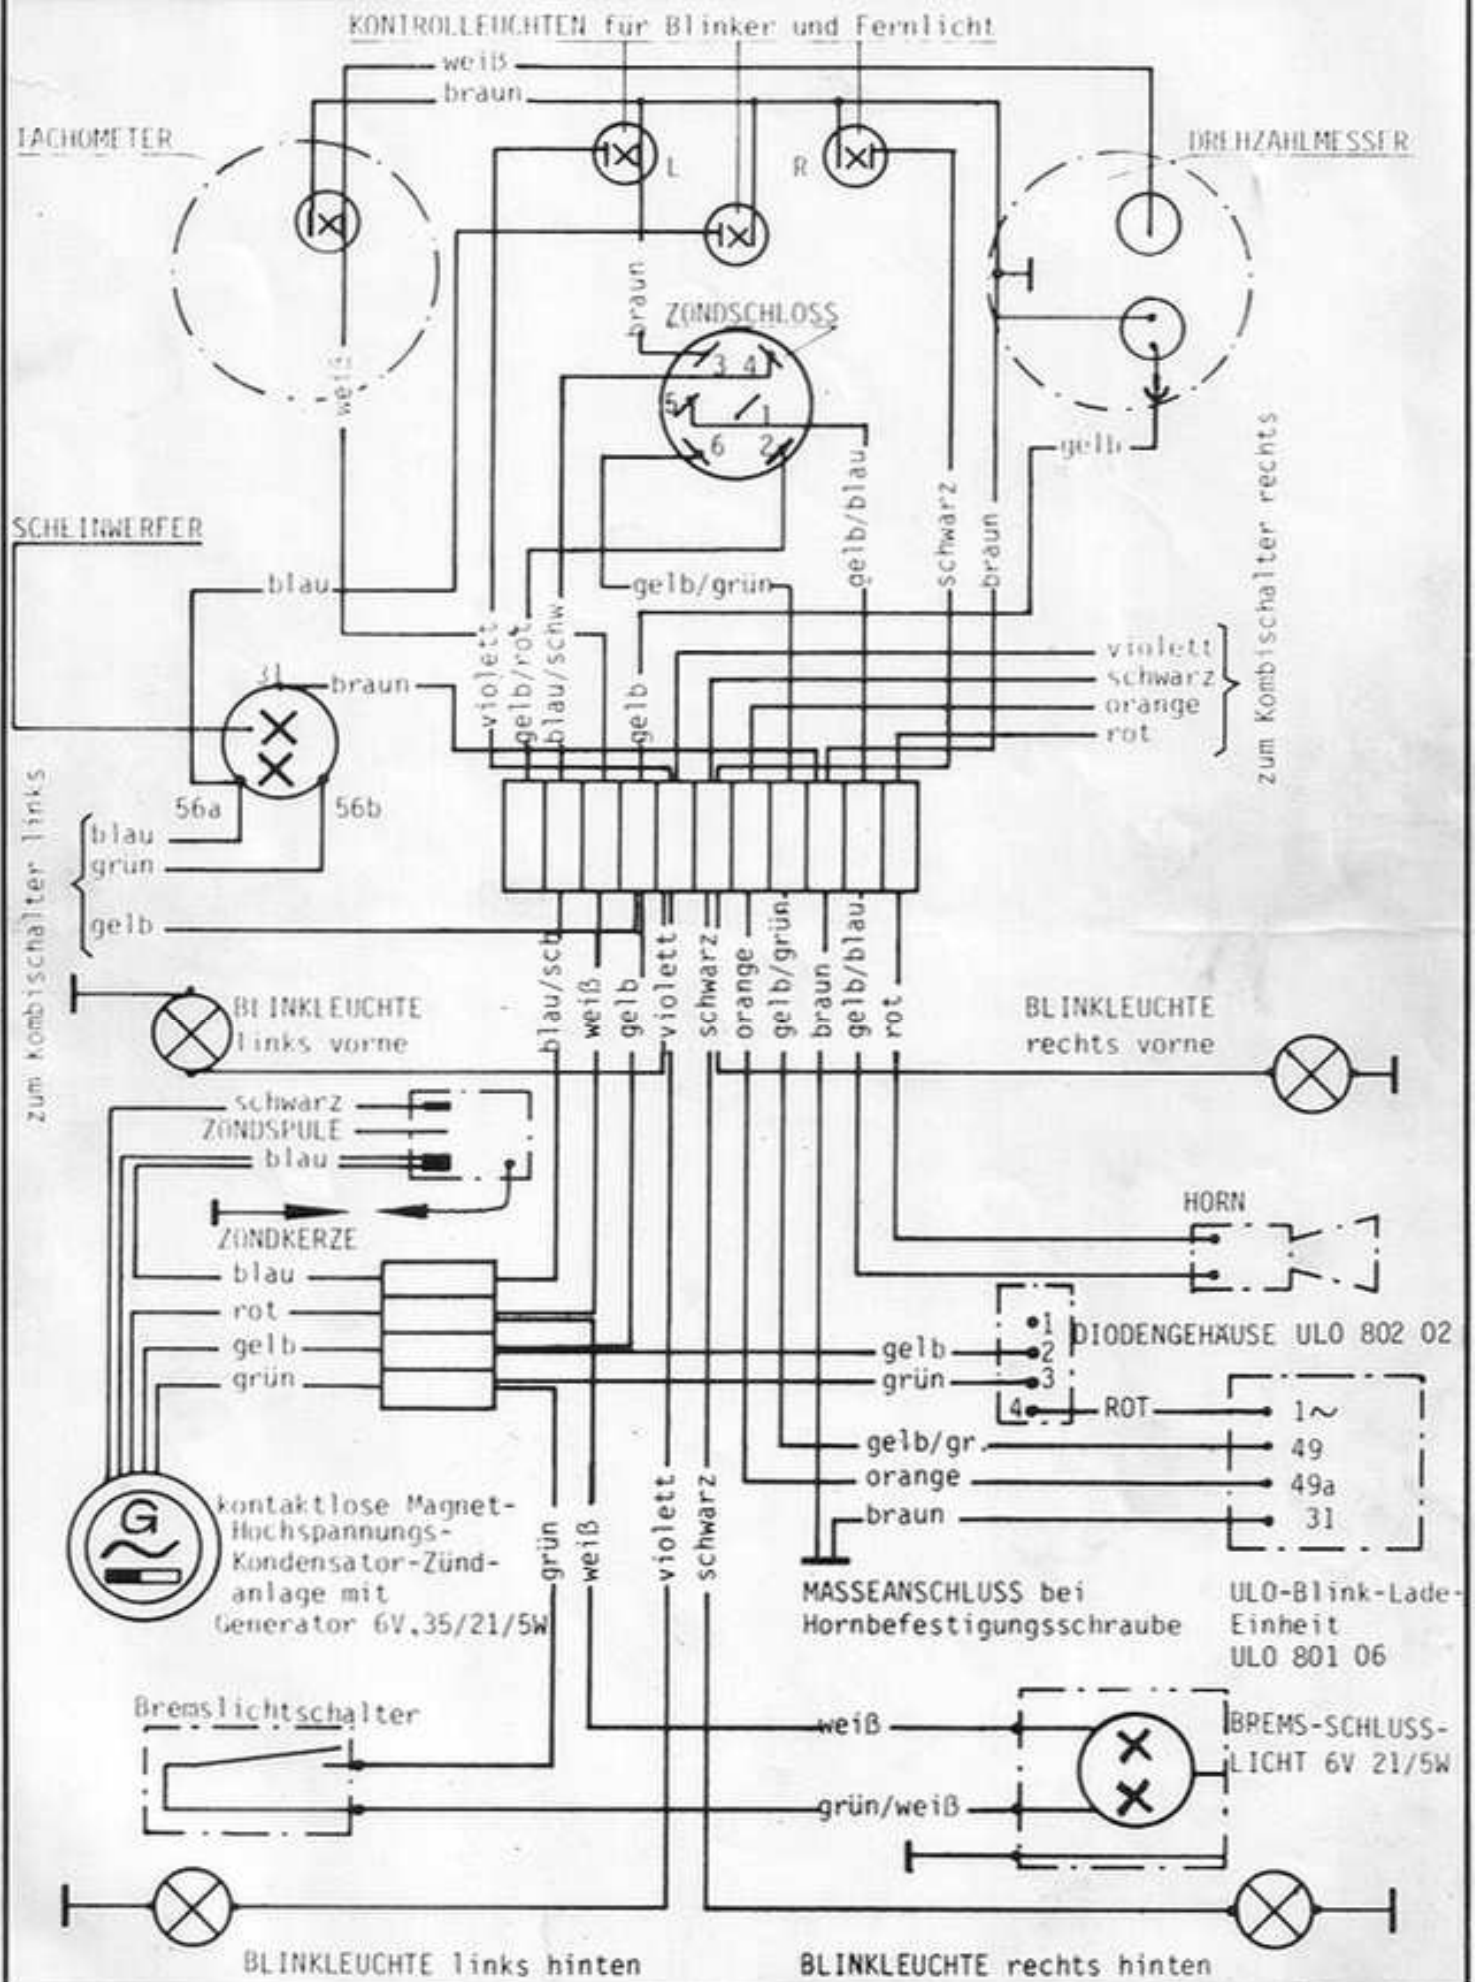 KONTROLLEUCHTEN für Blinker und Fernlicht
weiß
braun
TACHOMETER
DREHZAHLMESSER
L
R
braun
ZÜNDSCHLOSS
3 4
5 1
6 2
weiß
gelb
zum Kombischalter rechts
SCHEINWERFER
blau
gelb/grün
gelb/blau
schwarz
braun
violett
gelb/rot
blau/schw
gelb
violett
schwarz
orange
rot
31
braun
56a
56b
zum Kombischalter links
blau
grün
gelb
blau/sch
weiß
gelb
violett
schwarz
orange
gelb/grün
braun
gelb/blau
rot
BLINKLEUCHTE
links vorne
BLINKLEUCHTE
rechts vorne
schwarz
ZÜNDSPULE
blau
ZÜNDKERZE
HORN
blau
rot
gelb
grün
1
2
3
4
DIODENGEHÄUSE ULO 802 02
gelb
grün
ROT
1~
gelb/gr.
49
orange
49a
braun
31
G
kontaktlose Magnet-
Hochspannungs-
Kondensator-Zünd-
anlage mit
Generator 6V,35/21/5W
grün
weiß
violett
schwarz
MASSEANSCHLUSS bei
Hornbefestigungsschraube
ULO-Blink-Lade-
Einheit
ULO 801 06
Bremslichtschalter
weiß
BREMS-SCHLUSS-
LICHT 6V 21/5W
grün/weiß
BLINKLEUCHTE links hinten
BLINKLEUCHTE rechts hinten